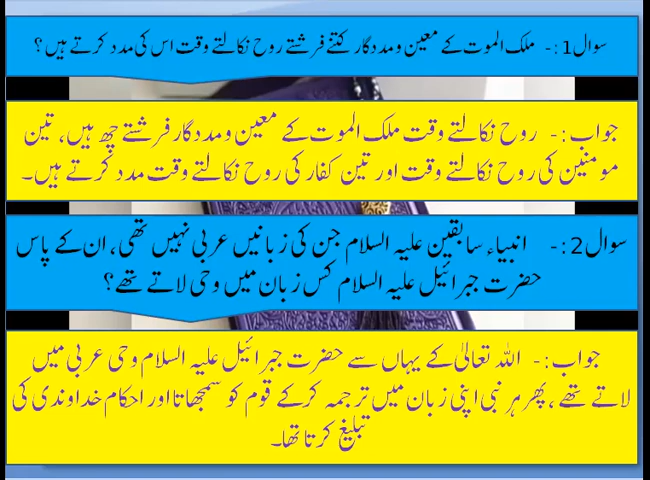 سوال1:- ملک الموت کے معین ومددگار کتنے فرشتے روح نکالتے وقت اس کی مدد کرتے ہیں؟
جواب:- روح نکالتے وقت ملک الموت کے معین ومددگار فرشتے چھ ہیں، تین
مومنین کی روح نکالتے وقت اور تین کفار کی روح نکالتے وقت مدد کرتے ہیں۔
سوال2:- انبیاء سابقین علیہ السلام جن کی زبانیں عربی نہیں تھی، ان کے پاس
حضرت جبرائیل علیہ السلام کس زبان میں وحی لاتے تھے؟
جواب:- اللہ تعالیٰ کے یہاں سے حضرت جبرائیل علیہ السلام وحی عربی میں
لاتے تھے، پھر ہر نبی اپنی زبان میں ترجمہ کرکے قوم کو سمجھاتا اور احکام خداوندی کی
تبلیغ کرتا تھا۔